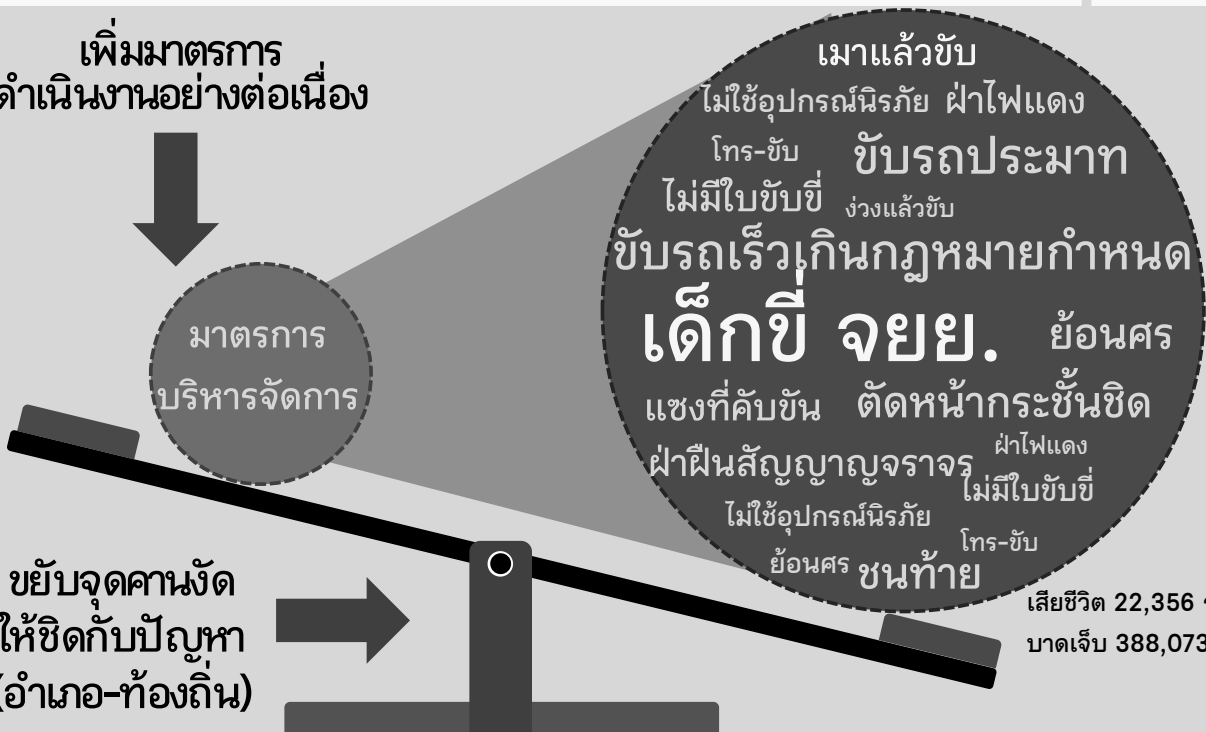 เพิ่มมาตรการ
ดำเนินงานอย่างต่อเนื่อง
มาตรการ
บริหารจัดการ
ขยับจุดคานงัด
ให้ชิดกับปัญหา
(อำเภอ-ท้องถิ่น)
เมาแล้วขับ
ไม่ใช้อุปกรณ์นิรภัย ฝ่าไฟแดง
โทร-ขับ ขับรถประมาท
ไม่มีใบขับขี่ ง่วงแล้วขับ
ขับรถเร็วเกินกฎหมายกำหนด
เด็กขี่ จยย. ย้อนศร
แซงที่คับขัน ตัดหน้ากระชั้นชิด
ฝ่าฝืนสัญญาญจราจร ฝ่าไฟแดง
ไม่มีใบขับขี่
ไม่ใช้อุปกรณ์นิรภัย
โทร-ขับ
ย้อนศร ชนท้าย
เสียชีวิต 22,356
บาดเจ็บ 388,073